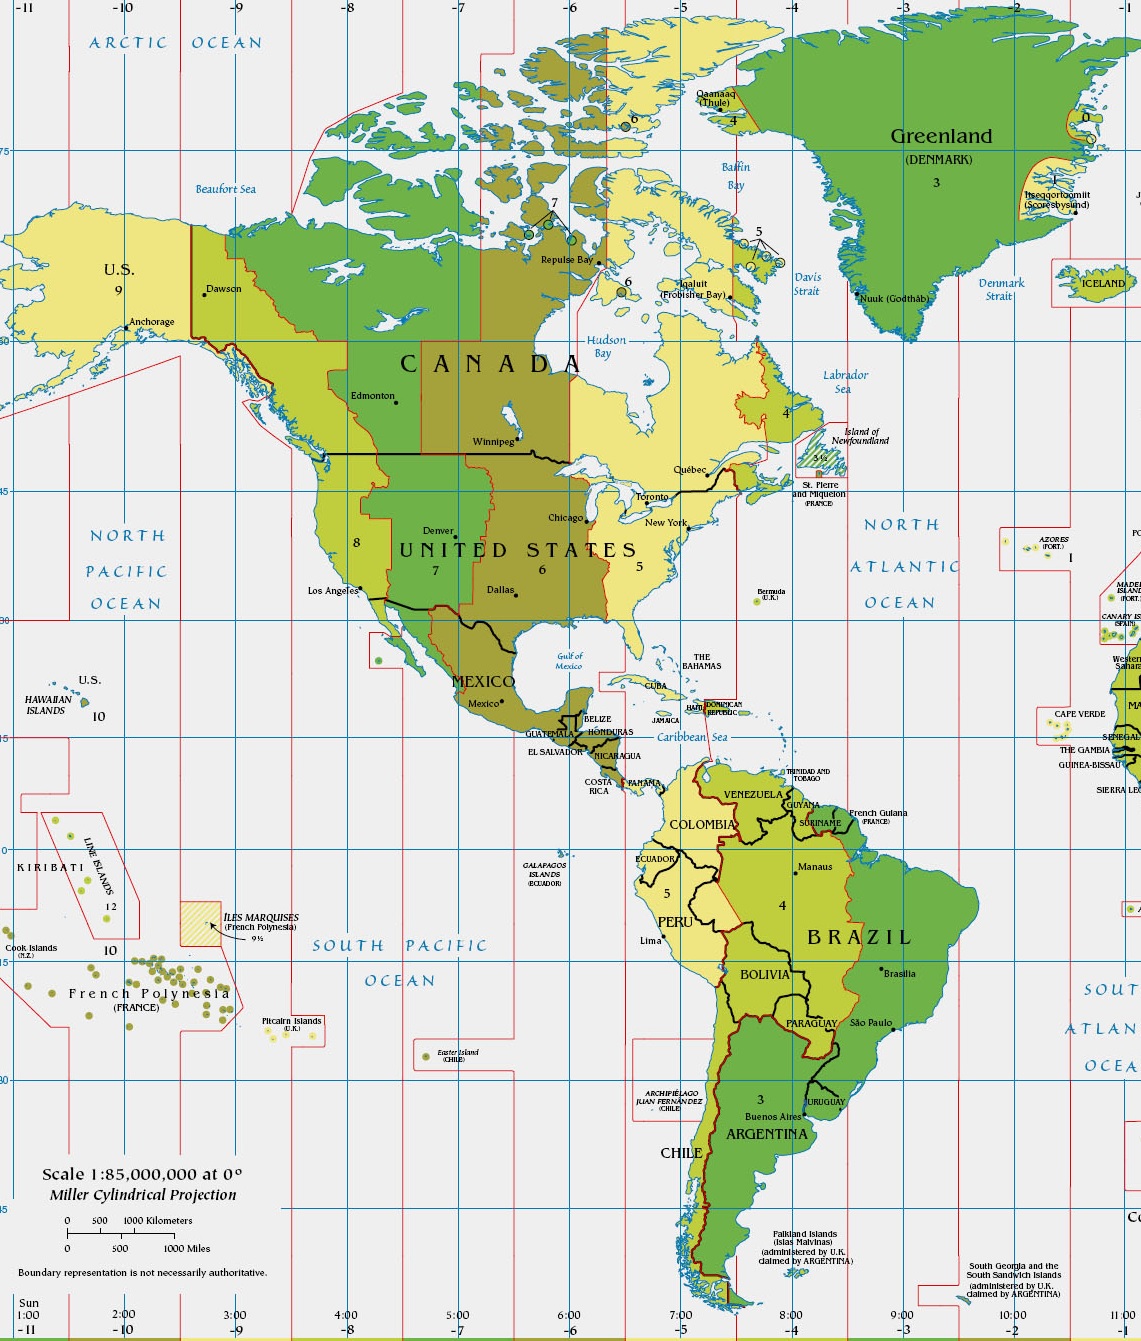 -11 -10 -9 -8 -7 -6 -5 -4 -3 -2 -1
ARCTIC OCEAN
Qaanaaq
(Thule)
4
6
0
Greenland
(DENMARK)
3
75
Baffin
Bay
Beaufort Sea
1
Itseqqortoormiit
(Scoresbysund)
7
5
Repulse Bay
U.S.
9
Dawson
6
Iqaluit
(Frobisher Bay)
Davis
Strait
Denmark
Strait
ICELAND
Nuuk (Godthåb)
Anchorage
60
Hudson
Bay
CANADA
Labrador
Sea
Edmonton
4
Island of
Newfoundland
3 ½
Winnipeg
Québec
St. Pierre
and Miquelon
(FRANCE)
45
Toronto
Chicago
New York
NORTH
PACIFIC
OCEAN
Denver
8
UNITED STATES
7
6
5
NORTH
ATLANTIC
OCEAN
AZORES
(PORT.)
1
Los Angeles
Dallas
Bermuda
(U.K.)
MADEIRA
ISLANDS
(PORT.)
CANARY IS
(SPAIN)
30
Gulf of
Mexico
THE
BAHAMAS
Western
Sahara
U.S.
HAWAIIAN
ISLANDS
10
MEXICO
Mexico
CUBA
HAITI
DOMINICAN
REPUBLIC
JAMAICA
MA
CAPE VERDE
BELIZE
GUATEMALA
HONDURAS
EL SALVADOR
NICARAGUA
Caribbean Sea
15
SENEGAL
THE GAMBIA
GUINEA-BISSAU
SIERRA LE
COSTA
RICA
PANAMA
TRINIDAD AND
TOBAGO
VENEZUELA
GUYANA
SURINAME
French Guiana
(FRANCE)
COLOMBIA
0
KIRIBATI
LINE ISLANDS
12
GALAPAGOS
ISLANDS
(ECUADOR)
ECUADOR
Manaus
5
4
PERU
Lima
BRAZIL
ÎLES MARQUISES
(French Polynesia)
9½
Cook Islands
(N.Z.)
10
SOUTH PACIFIC
OCEAN
15
BOLIVIA
Brasilia
French Polynesia
(FRANCE)
PARAGUAY
São Paulo
SOUT
ATLAN
OCEA
Pitcairn Islands
(U.K.)
Easter Island
(CHILE)
30
ARCHIPIÉLAGO
JUAN FERNÁNDEZ
(CHILE)
3
URUGUAY
Buenos Aires
ARGENTINA
CHILE
Scale 1:85,000,000 at 0°
Miller Cylindrical Projection
0 500 1000 Kilometers
0 500 1000 Miles
45
Falkland Islands
(Islas Malvinas)
(administered by U.K.
claimed by ARGENTINA)
South Georgia and the
South Sandwich Islands
(administered by U.K.
claimed by ARGENTINA)
Boundary representation is not necessarily authoritative.
Sun
1:00 2:00 3:00 4:00 5:00 6:00 7:00 8:00 9:00 10:00 11:00
-11 -10 -9 -8 -7 -6 -5 -4 -3 -2 -1